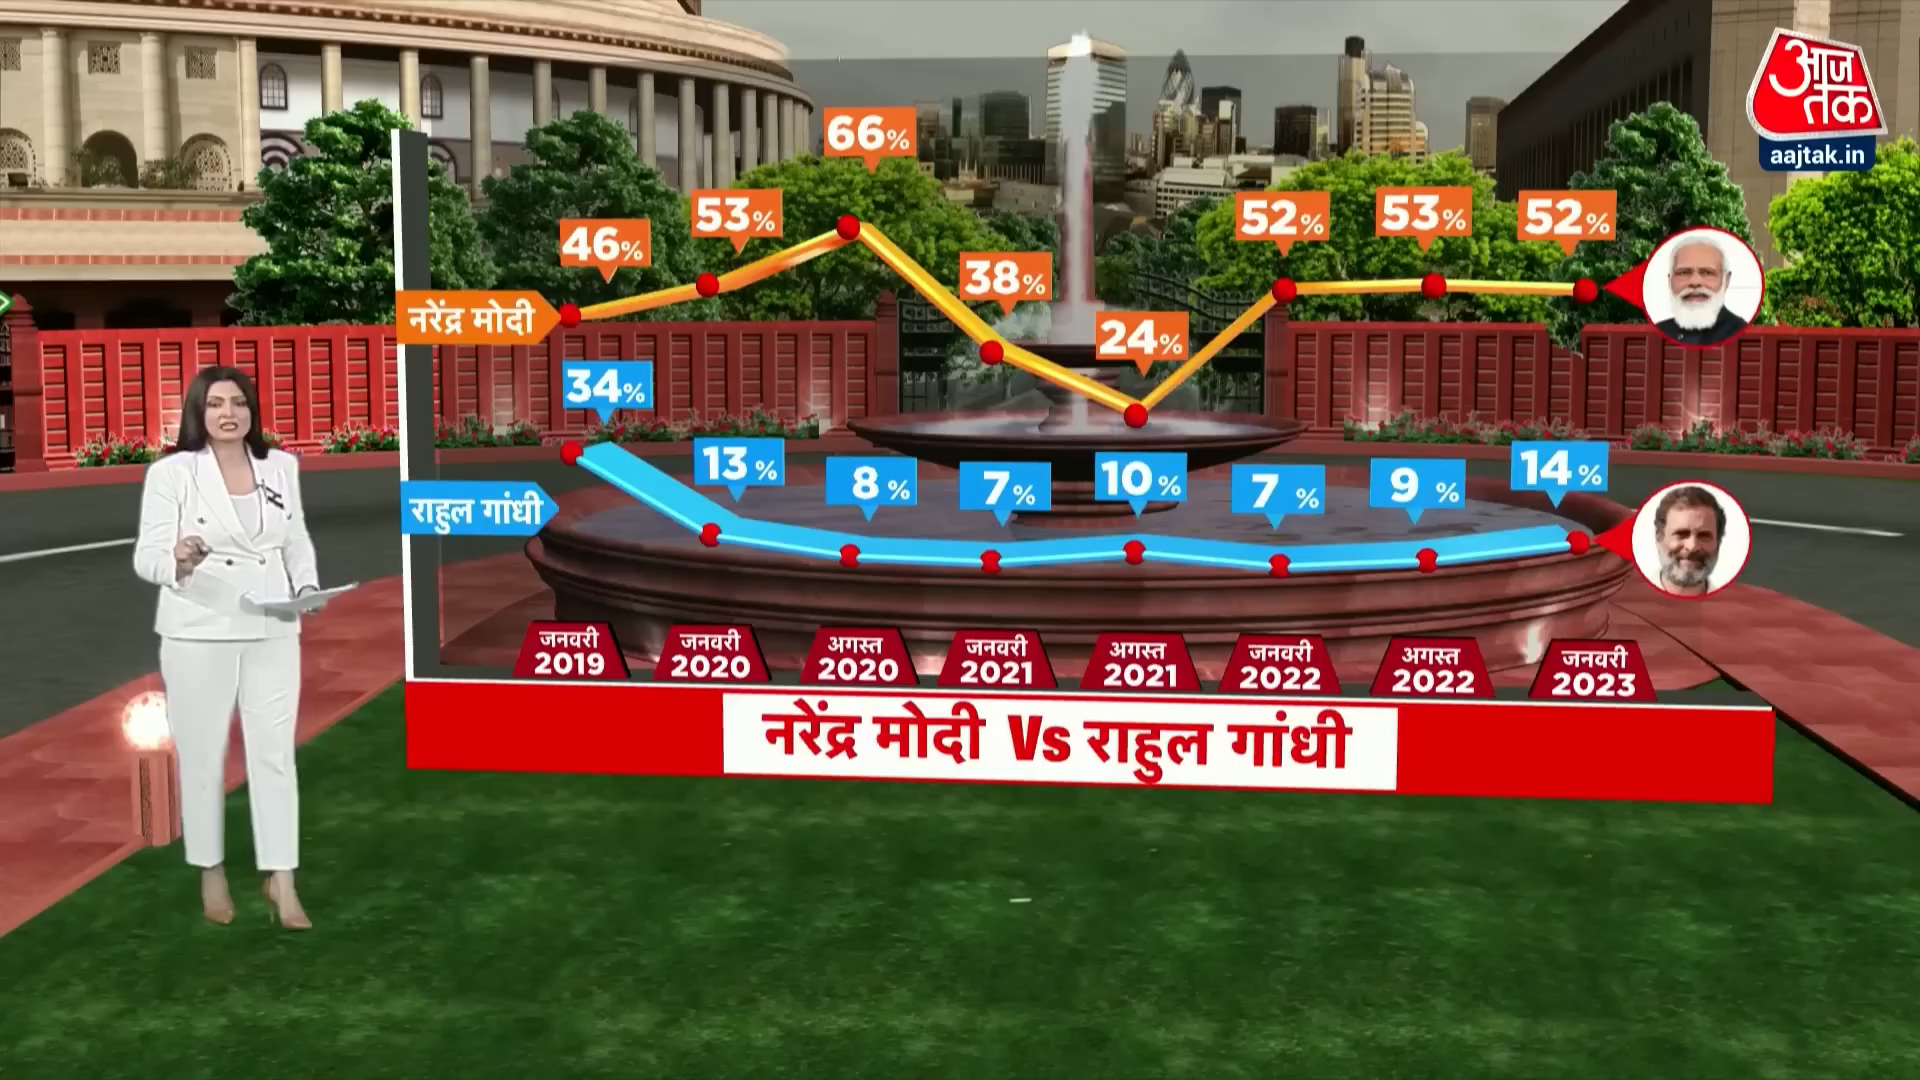 आज
तक
aajtak.in
66%
53%
46%
38%
24%
52%
53%
52%
नरेंद्र मोदी
34%
13%
8%
7%
10%
7%
9%
14%
राहुल गांधी
जनवरी
2019
जनवरी
2020
अगस्त
2020
जनवरी
2021
अगस्त
2021
जनवरी
2022
अगस्त
2022
जनवरी
2023
नरेंद्र मोदी Vs राहुल गांधी